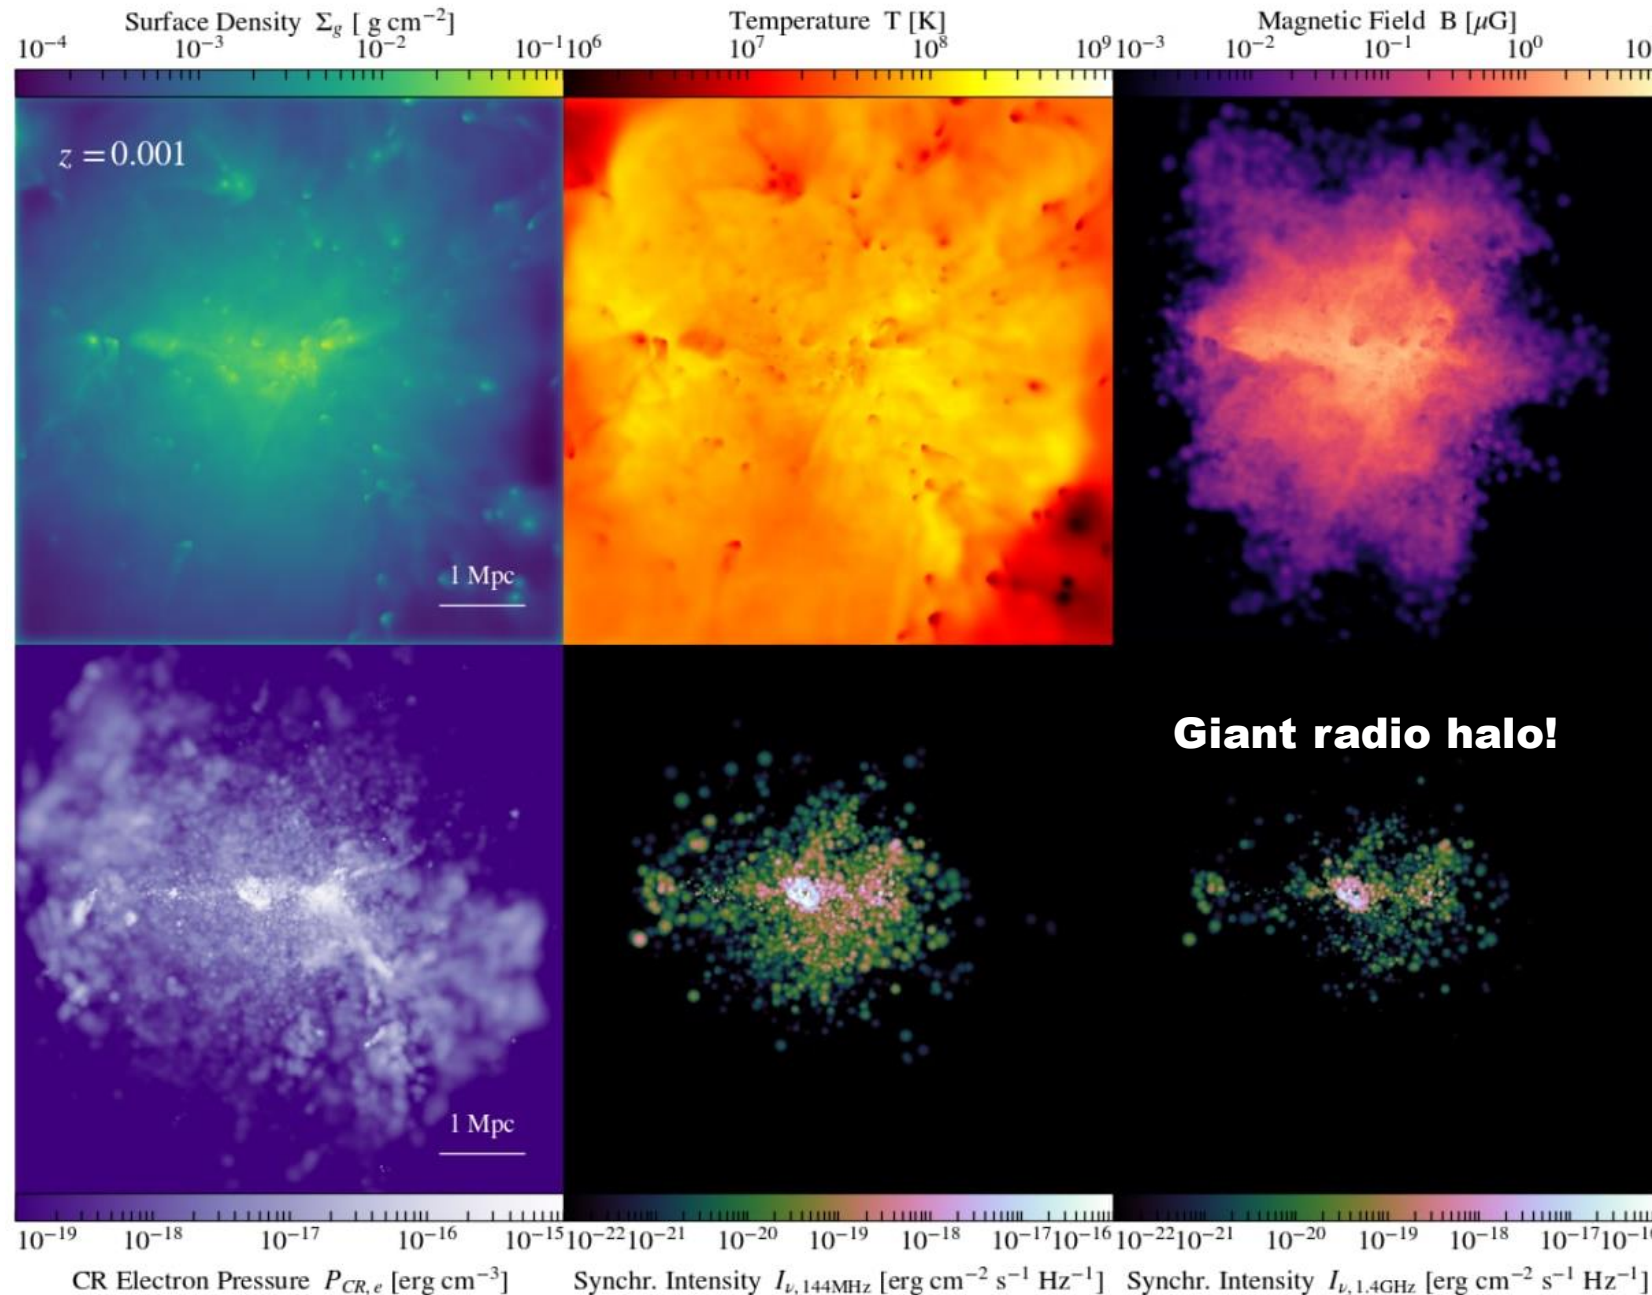 Surface Density Σ_g [ g cm⁻²]
10⁻⁴ 10⁻³ 10⁻² 10⁻¹
Temperature T [K]
10⁶ 10⁷ 10⁸ 10⁹
Magnetic Field B [μG]
10⁻³ 10⁻² 10⁻¹ 10⁰
z = 0.001
1 Mpc
Giant radio halo!
1 Mpc
10⁻¹⁹ 10⁻¹⁸ 10⁻¹⁷ 10⁻¹⁶ 10⁻¹⁵
CR Electron Pressure P_{CR, e} [erg cm⁻³]
10⁻²² 10⁻²¹ 10⁻²⁰ 10⁻¹⁹ 10⁻¹⁸ 10⁻¹⁷ 10⁻¹⁶
Synchr. Intensity I_{ν, 144MHz} [erg cm⁻² s⁻¹ Hz⁻¹]
10⁻²² 10⁻²¹ 10⁻²⁰ 10⁻¹⁹ 10⁻¹⁸ 10⁻¹⁷
Synchr. Intensity I_{ν, 1.4GHz} [erg cm⁻² s⁻¹ Hz⁻¹]